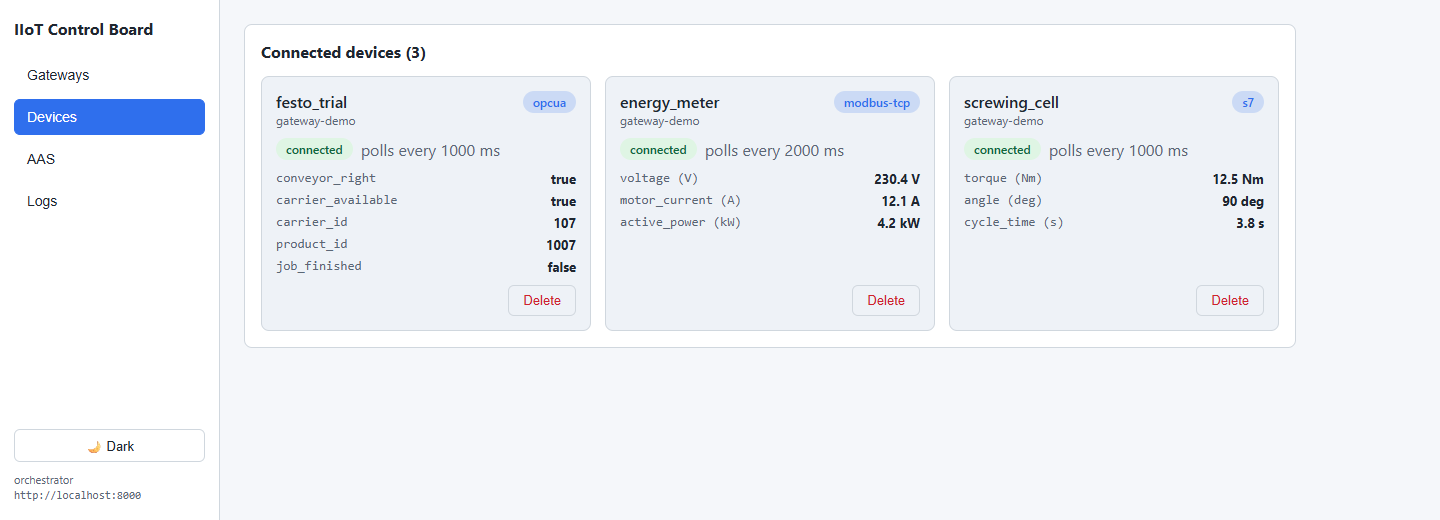 IIoT Control Board
Gateways
Devices
AAS
Logs
🌙 Dark
orchestrator
http://localhost:8000
Connected devices (3)
festo_trial opcua
gateway-demo
connected polls every 1000 ms
conveyor_right true
carrier_available true
carrier_id 107
product_id 1007
job_finished false
Delete
energy_meter modbus-tcp
gateway-demo
connected polls every 2000 ms
voltage (V) 230.4 V
motor_current (A) 12.1 A
active_power (kW) 4.2 kW
Delete
screwing_cell s7
gateway-demo
connected polls every 1000 ms
torque (Nm) 12.5 Nm
angle (deg) 90 deg
cycle_time (s) 3.8 s
Delete